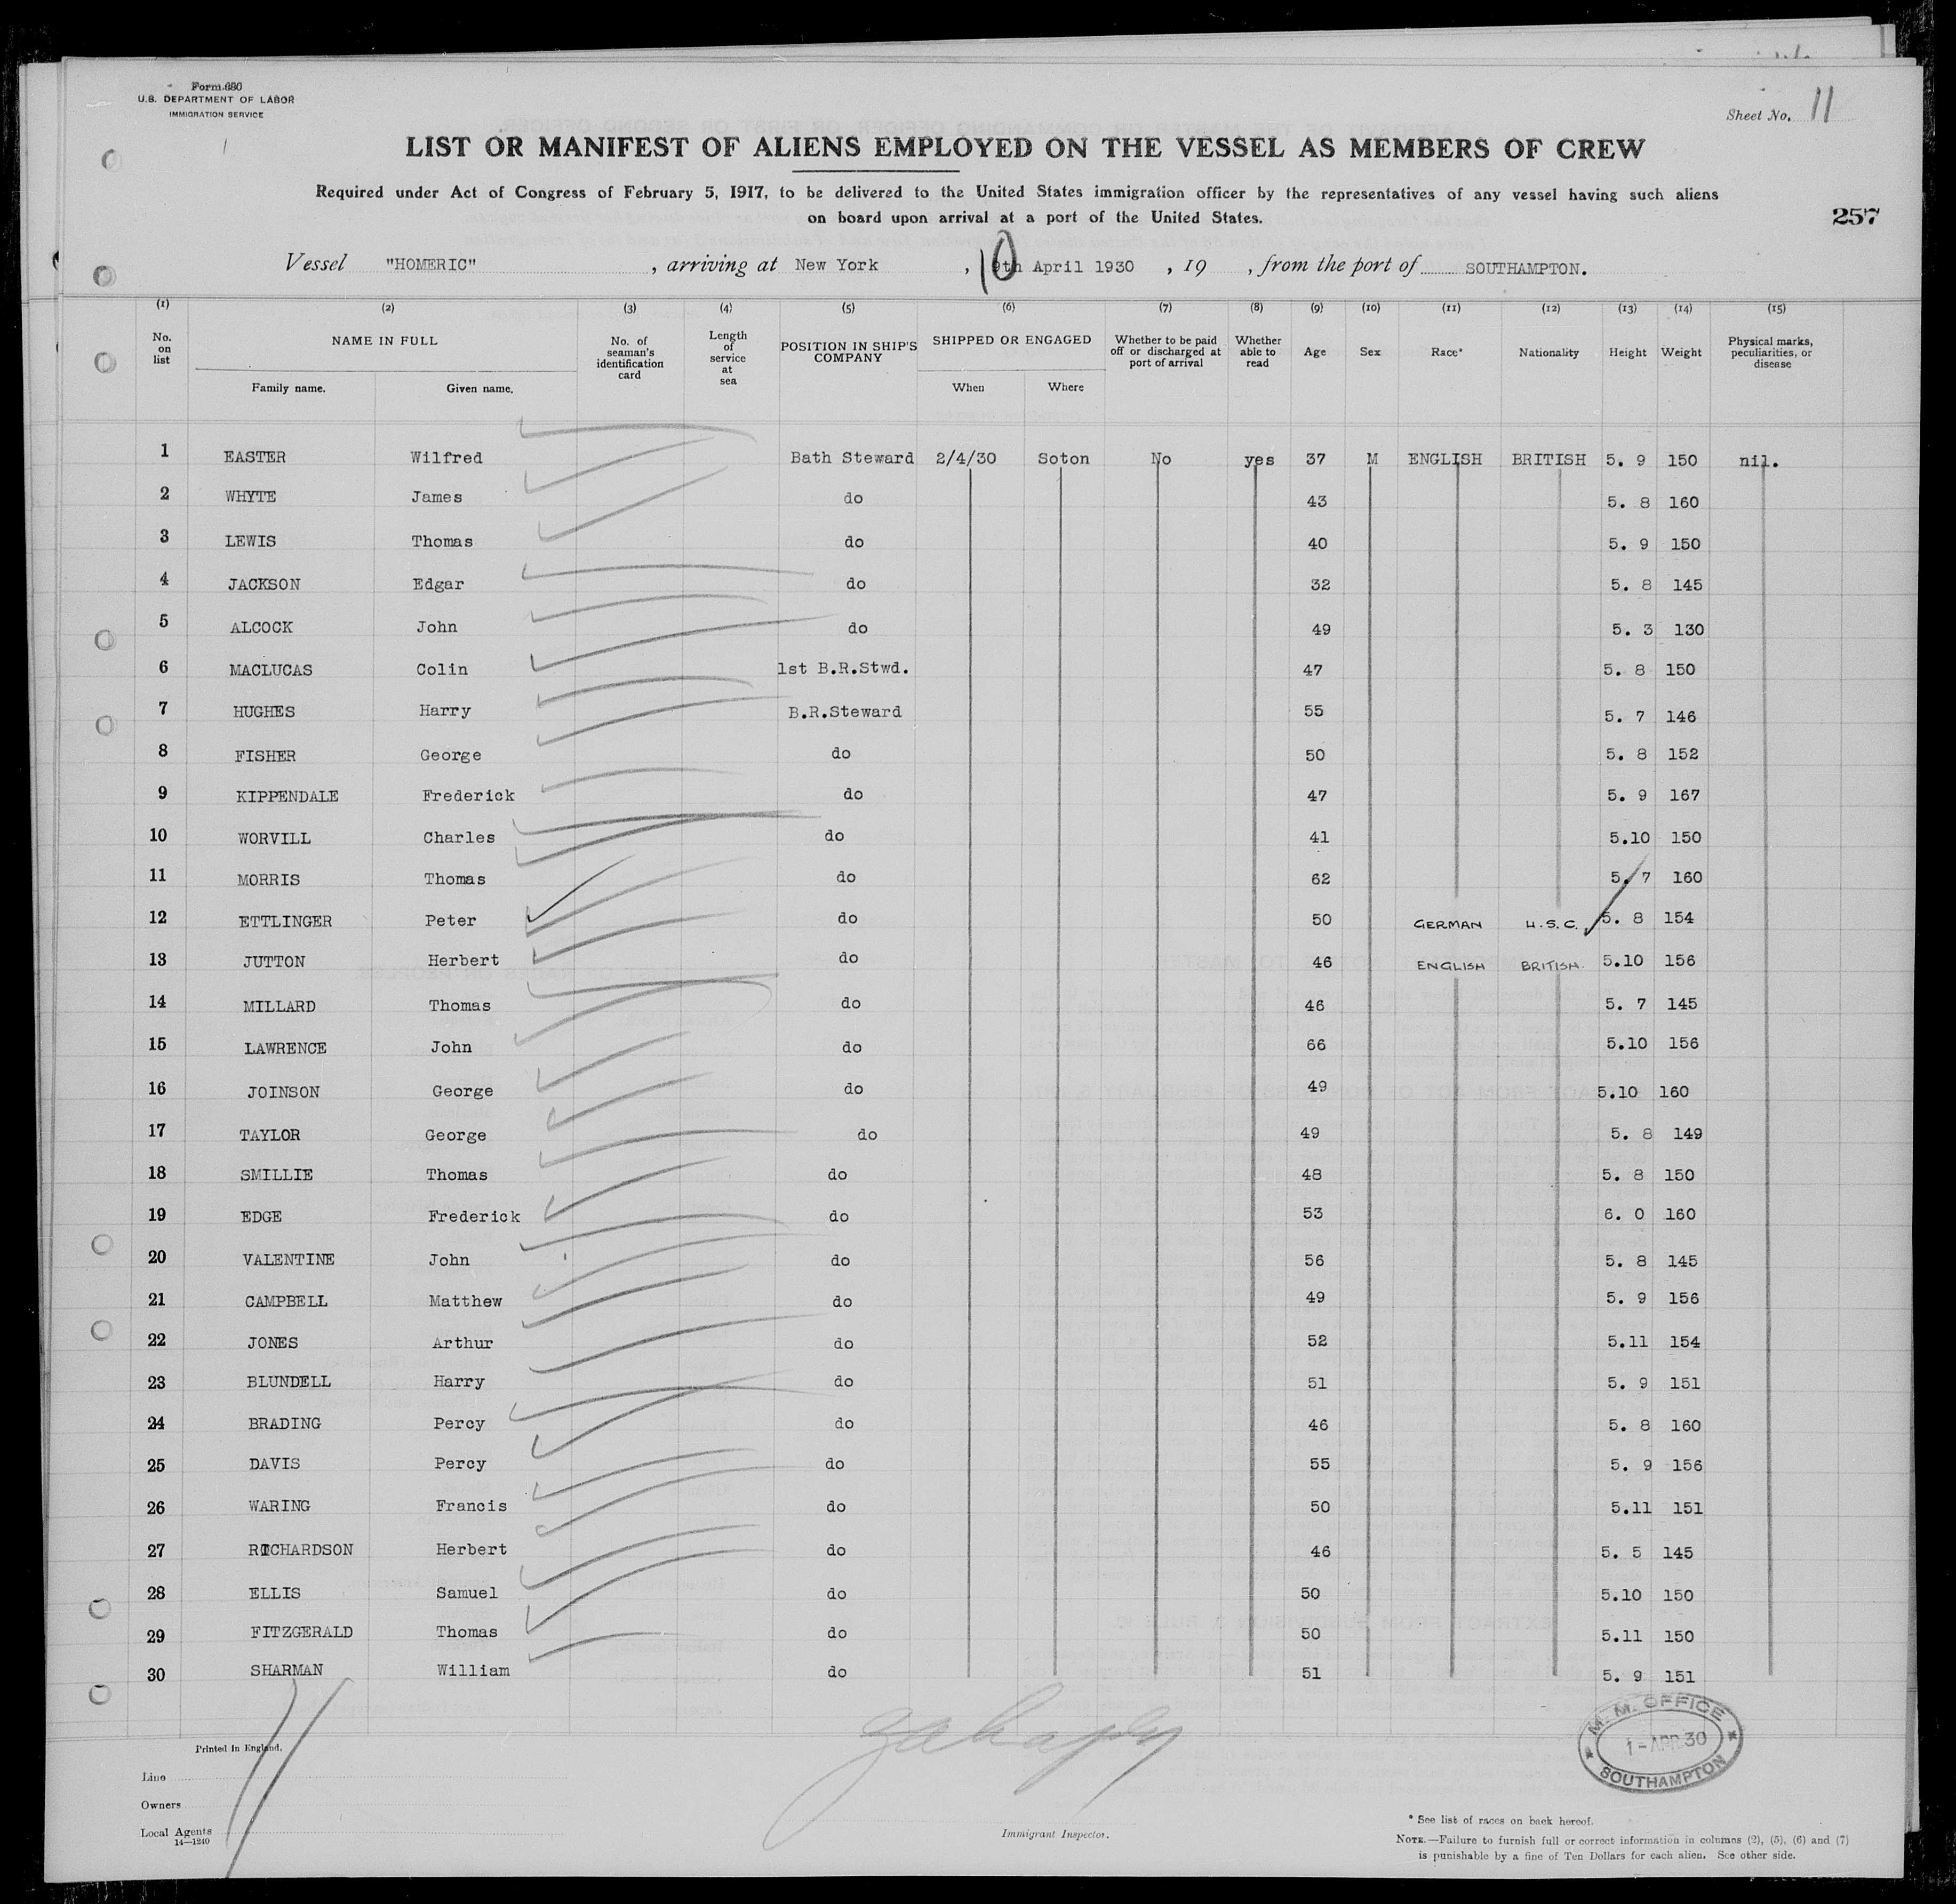 Form 680
U.S. DEPARTMENT OF LABOR
IMMIGRATION SERVICE
Sheet No. 11
LIST OR MANIFEST OF ALIENS EMPLOYED ON THE VESSEL AS MEMBERS OF CREW
Required under Act of Congress of February 5, 1917, to be delivered to the United States immigration officer by the representatives of any vessel having such aliens
on board upon arrival at a port of the United States.
257
Vessel "HOMERIC" , arriving at New York , 10 th April 1930 , 19 , from the port of SOUTHAMPTON.
(1) (2) (3) (4) (5) (6) (7) (8) (9) (10) (11) (12) (13) (14) (15)
No. on list NAME IN FULL No. of seaman's identification card Length of service at sea POSITION IN SHIP'S COMPANY SHIPPED OR ENGAGED Whether to be paid off or discharged at port of arrival Whether able to read Age Sex Race* Nationality Height Weight Physical marks, peculiarities, or disease
Family name. Given name. When Where
1 EASTER Wilfred Bath Steward 2/4/30 Soton No yes 37 M ENGLISH BRITISH 5. 9 150 nil.
2 WHYTE James do 43 5. 8 160
3 LEWIS Thomas do 40 5. 9 150
4 JACKSON Edgar do 32 5. 8 145
5 ALCOCK John do 49 5. 3 130
6 MACLUCAS Colin 1st B.R.Stwd. 47 5. 8 150
7 HUGHES Harry B.R.Steward 55 5. 7 146
8 FISHER George do 50 5. 8 152
9 KIPPENDALE Frederick do 47 5. 9 167
10 WORVILL Charles do 41 5.10 150
11 MORRIS Thomas do 62 5. 7 160
12 ETTLINGER Peter do 50 GERMAN U.S.C. 5. 8 154
13 JUTTON Herbert do 46 ENGLISH BRITISH. 5.10 156
14 MILLARD Thomas do 46 5. 7 145
15 LAWRENCE John do 66 5.10 156
16 JOINSON George do 49 5.10 160
17 TAYLOR George do 49 5. 8 149
18 SMILLIE Thomas do 48 5. 8 150
19 EDGE Frederick do 53 6. 0 160
20 VALENTINE John do 56 5. 8 145
21 CAMPBELL Matthew do 49 5. 9 156
22 JONES Arthur do 52 5.11 154
23 BLUNDELL Harry do 51 5. 9 151
24 BRADING Percy do 46 5. 8 160
25 DAVIS Percy do 55 5. 9 156
26 WARING Francis do 50 5.11 151
27 RICHARDSON Herbert do 46 5. 5 145
28 ELLIS Samuel do 50 5.10 150
29 FITZGERALD Thomas do 50 5.11 150
30 SHARMAN William do 51 5. 9 151
M. M. OFFICE
1-APR 30
SOUTHAMPTON
Printed in England.
Line
Owners
Local Agents
14—1240
Immigrant Inspector.
* See list of races on back hereof.
NOTE.—Failure to furnish full or correct information in columns (2), (5), (6) and (7)
is punishable by a fine of Ten Dollars for each alien. See other side.